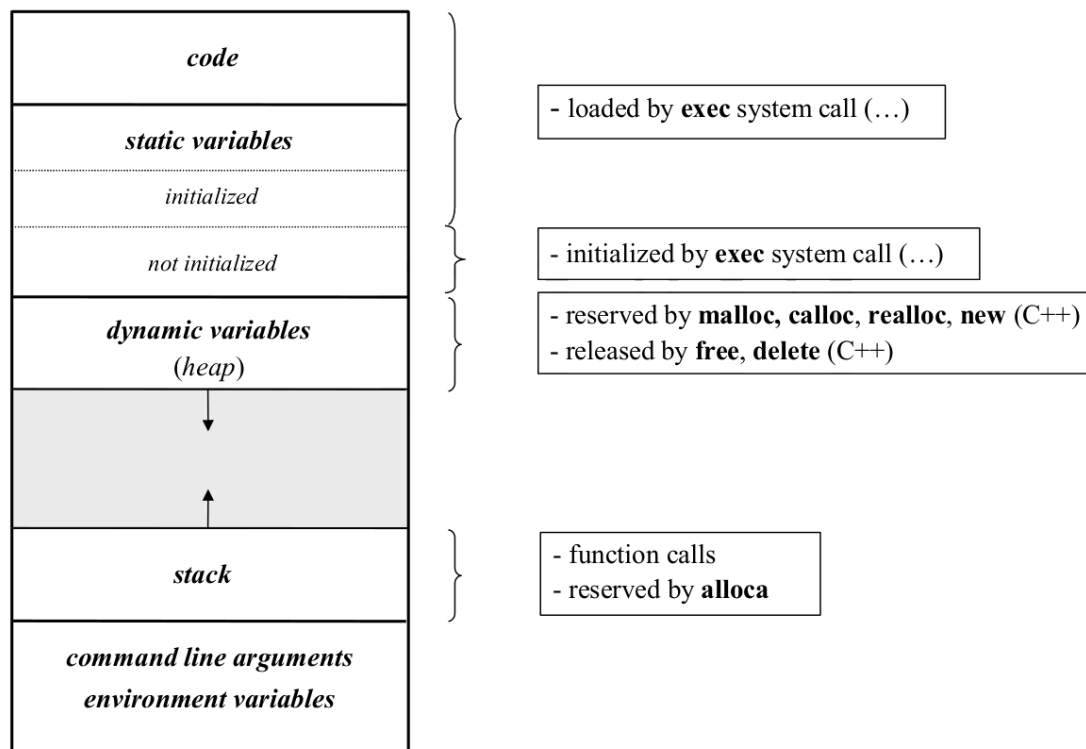 code
- loaded by exec system call (…)
static variables
initialized
not initialized
- initialized by exec system call (…)
dynamic variables
(heap)
- reserved by malloc, calloc, realloc, new (C++)
- released by free, delete (C++)
stack
- function calls
- reserved by alloca
command line arguments
environment variables